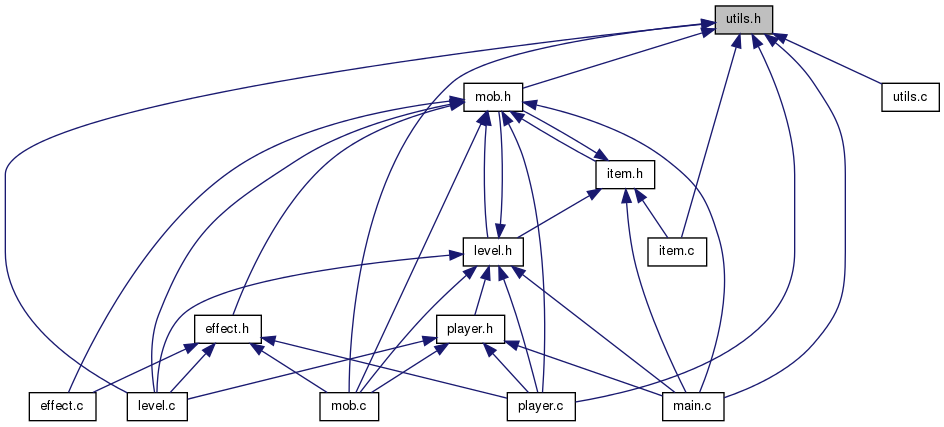 utils.h
mob.h
utils.c
item.h
level.h
item.c
effect.h
player.h
effect.c
level.c
mob.c
player.c
main.c